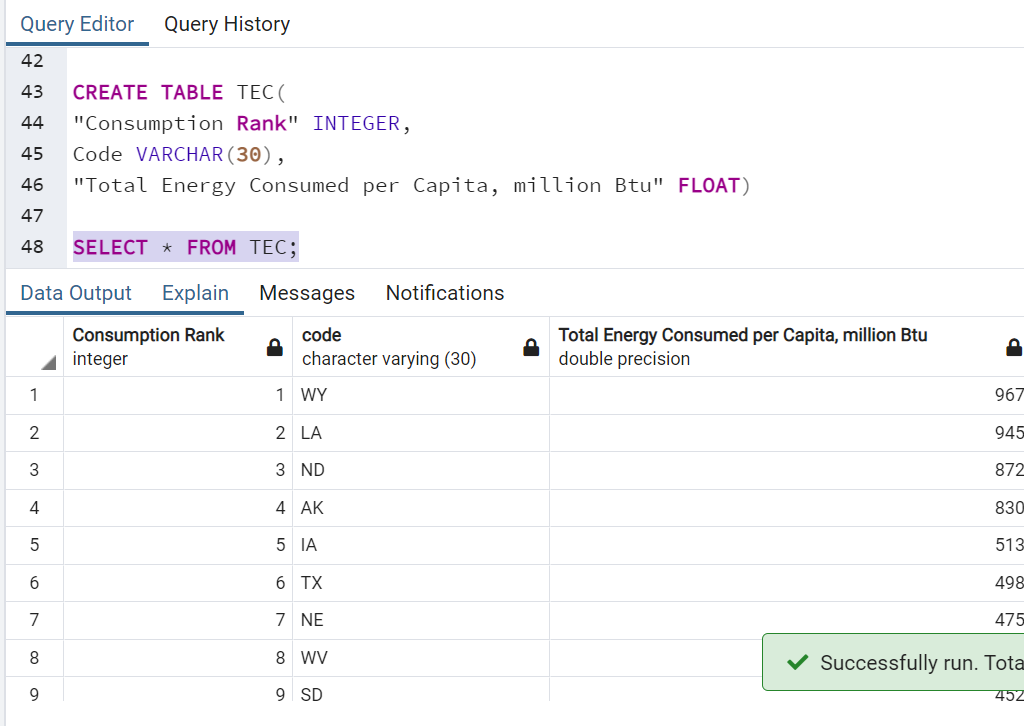 Query Editor Query History
42
43 CREATE TABLE TEC(
44 "Consumption Rank" INTEGER,
45 Code VARCHAR(30),
46 "Total Energy Consumed per Capita, million Btu" FLOAT)
47
48 SELECT * FROM TEC;
Data Output Explain Messages Notifications
Consumption Rank code Total Energy Consumed per Capita, million Btu
integer character varying (30) double precision
1 1 WY 967
2 2 LA 945
3 3 ND 872
4 4 AK 830
5 5 IA 513
6 6 TX 498
7 7 NE 475
8 8 WV
Successfully run. Tota
9 9 SD 452